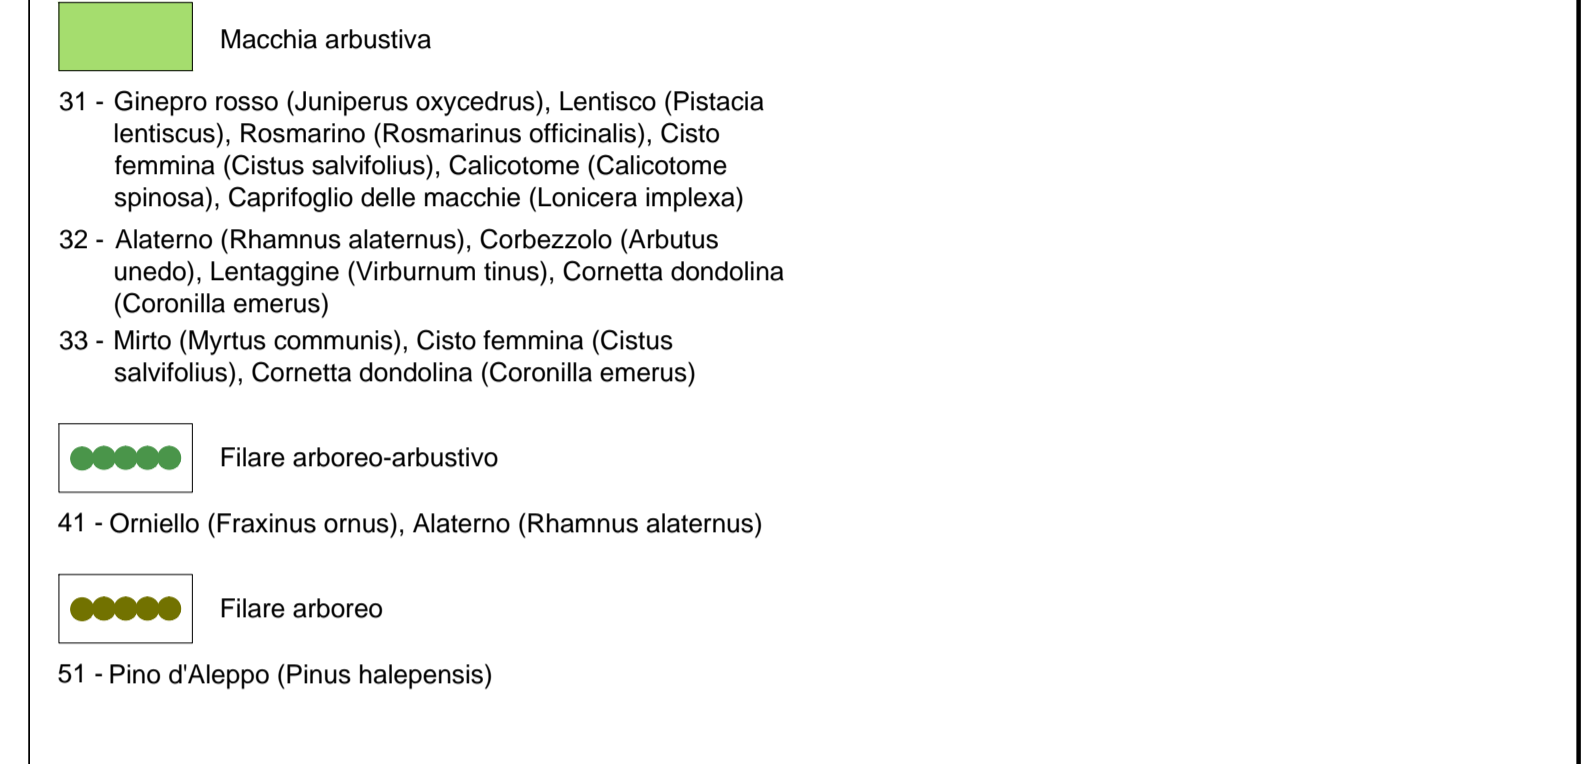 Macchia arbustiva
31 - Ginepro rosso (Juniperus oxycedrus), Lentisco (Pistacia
lentiscus), Rosmarino (Rosmarinus officinalis), Cisto
femmina (Cistus salvifolius), Calicotome (Calicotome
spinosa), Caprifoglio delle macchie (Lonicera implexa)
32 - Alaterno (Rhamnus alaternus), Corbezzolo (Arbutus
unedo), Lentaggine (Virburnum tinus), Cornetta dondolina
(Coronilla emerus)
33 - Mirto (Myrtus communis), Cisto femmina (Cistus
salvifolius), Cornetta dondolina (Coronilla emerus)
Filare arboreo-arbustivo
41 - Orniello (Fraxinus ornus), Alaterno (Rhamnus alaternus)
Filare arboreo
51 - Pino d'Aleppo (Pinus halepensis)